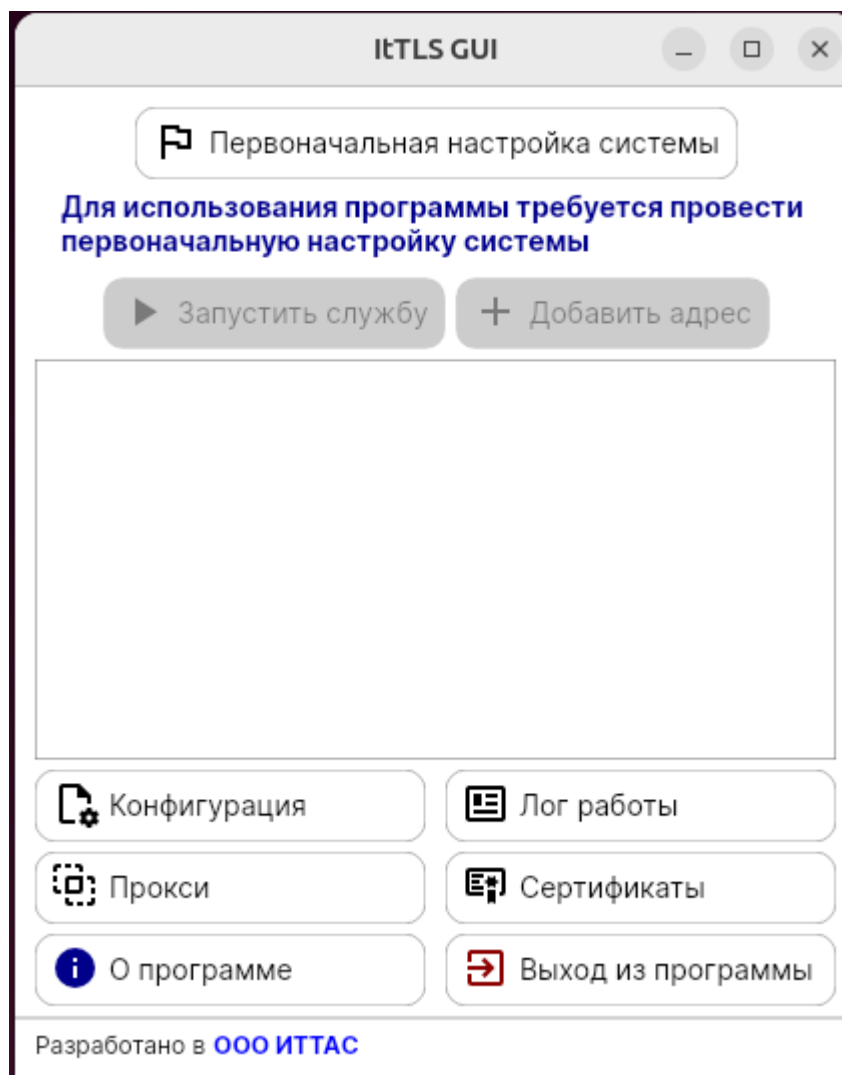 ItTLS GUI
Первоначальная настройка системы
Для использования программы требуется провести
первоначальную настройку системы
Запустить службу
Добавить адрес
Конфигурация
Лог работы
Прокси
Сертификаты
О программе
Выход из программы
Разработано в ООО ИТТАС